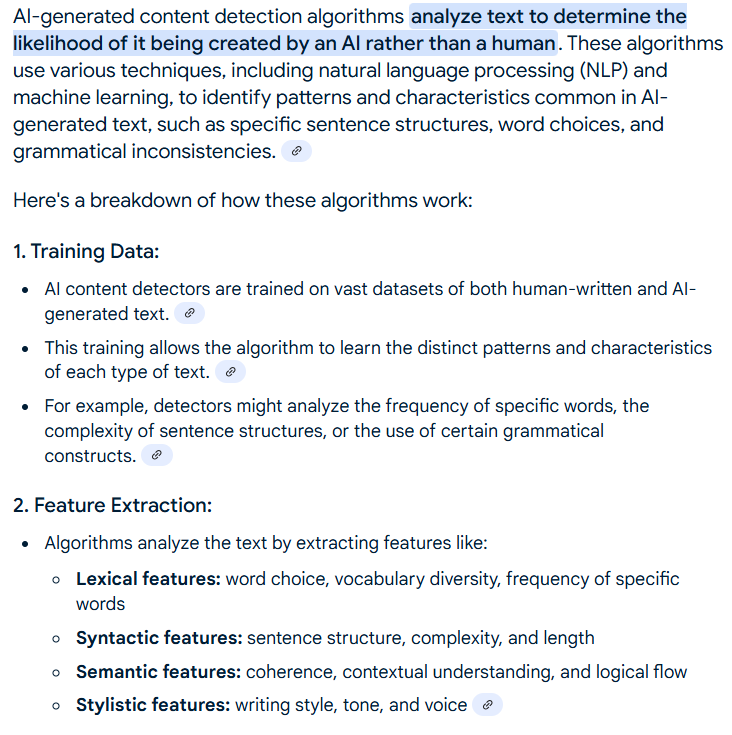 AI-generated content detection algorithms analyze text to determine the
likelihood of it being created by an AI rather than a human. These algorithms
use various techniques, including natural language processing (NLP) and
machine learning, to identify patterns and characteristics common in AI-
generated text, such as specific sentence structures, word choices, and
grammatical inconsistencies.
Here's a breakdown of how these algorithms work:
1. Training Data:
• AI content detectors are trained on vast datasets of both human-written and AI-
generated text.
• This training allows the algorithm to learn the distinct patterns and characteristics
of each type of text.
• For example, detectors might analyze the frequency of specific words, the
complexity of sentence structures, or the use of certain grammatical
constructs.
2. Feature Extraction:
• Algorithms analyze the text by extracting features like:
◦ Lexical features: word choice, vocabulary diversity, frequency of specific
words
◦ Syntactic features: sentence structure, complexity, and length
◦ Semantic features: coherence, contextual understanding, and logical flow
◦ Stylistic features: writing style, tone, and voice